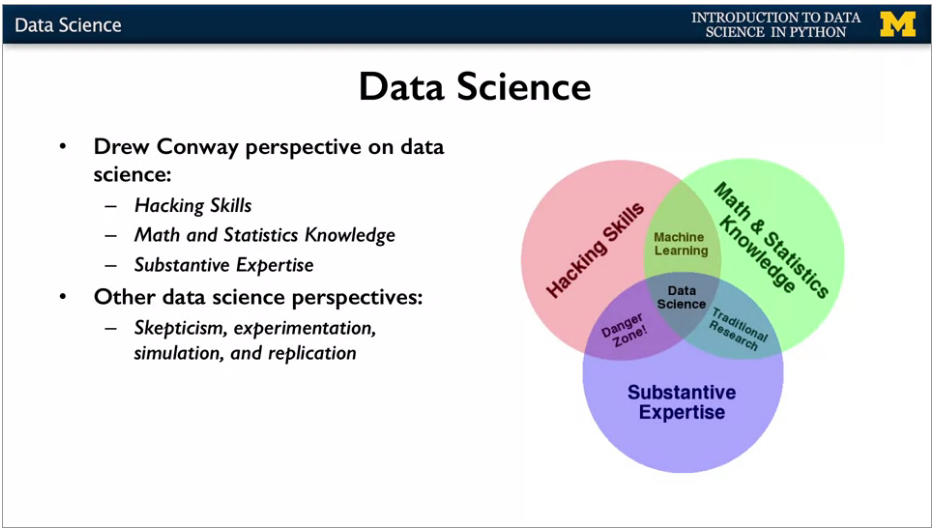 Data Science
INTRODUCTION TO DATA
SCIENCE IN PYTHON
M
Data Science
• Drew Conway perspective on data
science:
– Hacking Skills
– Math and Statistics Knowledge
– Substantive Expertise
• Other data science perspectives:
– Skepticism, experimentation,
simulation, and replication
Hacking Skills
Math & Statistics
Knowledge
Machine
Learning
Data
Science
Danger
Zone!
Traditional
Research
Substantive
Expertise